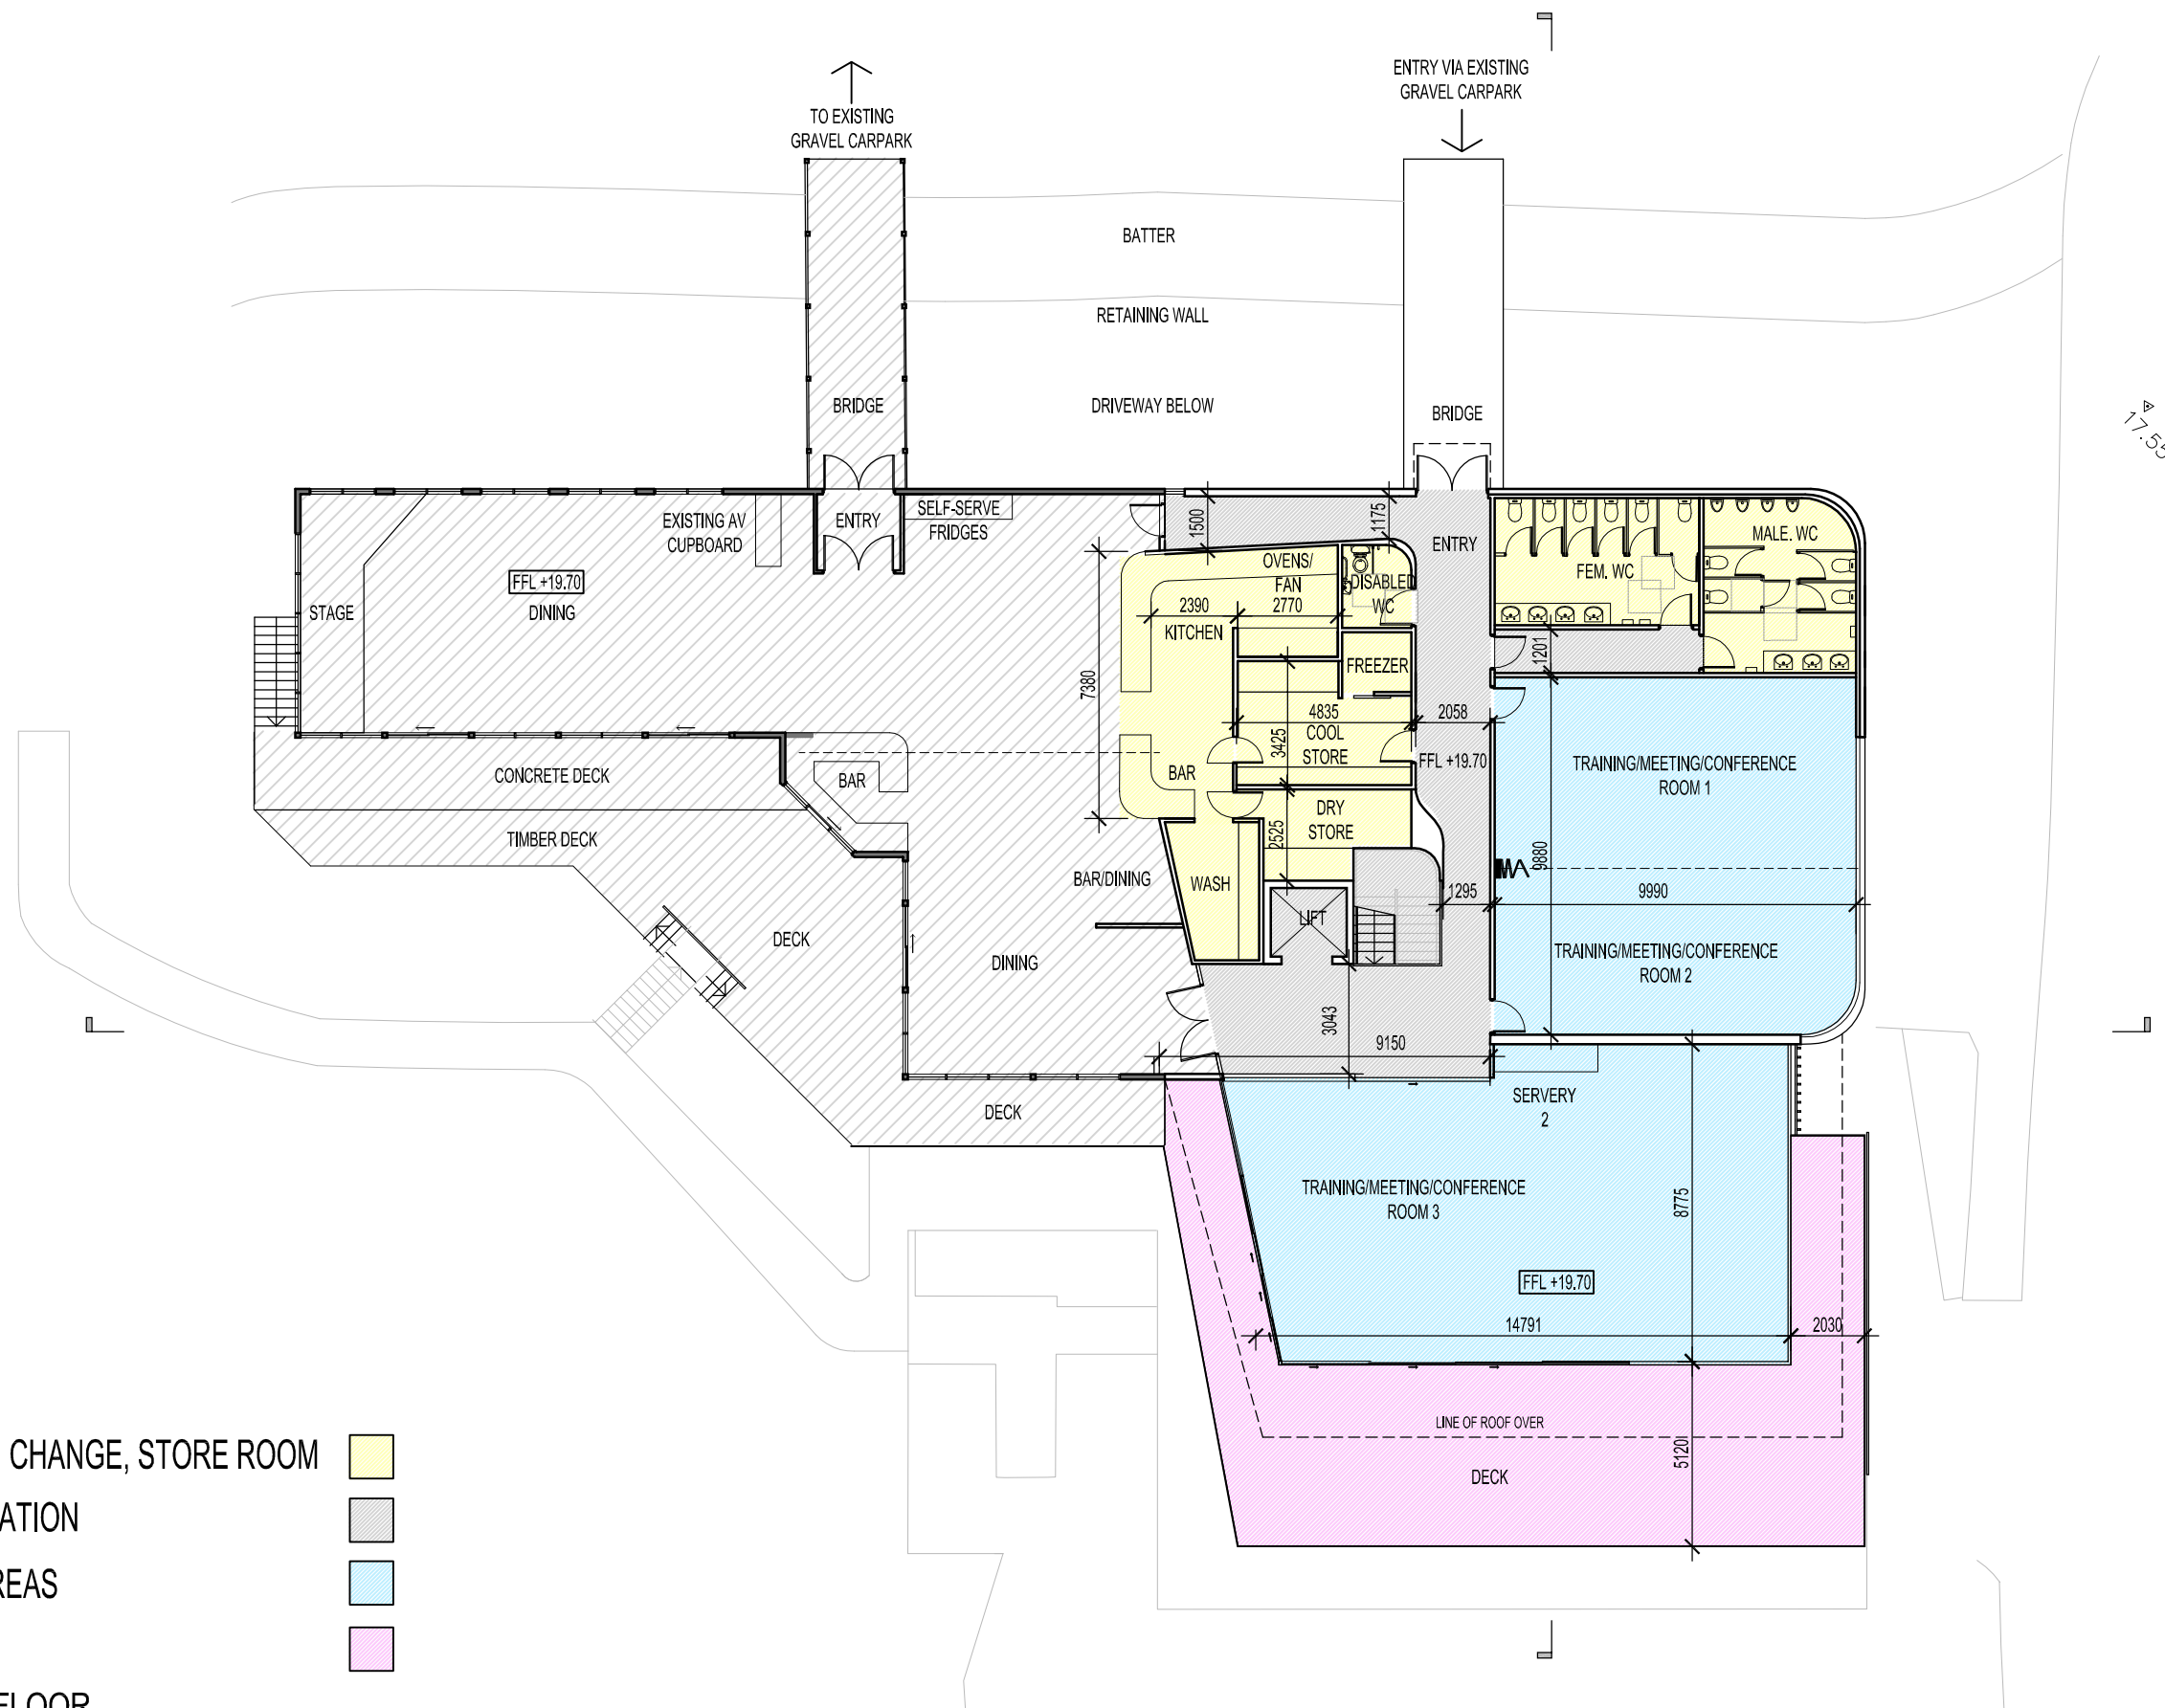 ENTRY VIA EXISTING
GRAVEL CARPARK
TO EXISTING
GRAVEL CARPARK
BATTER
RETAINING WALL
DRIVEWAY BELOW
BRIDGE
BRIDGE
17.55
EXISTING AV
CUPBOARD
ENTRY
SELF-SERVE
FRIDGES
1500
1175
ENTRY
MALE. WC
FEM. WC
OVENS/
FAN
DISABLED
WC
FFL +19.70
DINING
STAGE
2390
2770
KITCHEN
FREEZER
1201
7380
4835
2058
COOL
STORE
3425
FFL +19.70
TRAINING/MEETING/CONFERENCE
ROOM 1
CONCRETE DECK
BAR
BAR
DRY
STORE
2525
TIMBER DECK
9880
BAR/DINING
WASH
1295
9990
LIFT
DECK
DINING
TRAINING/MEETING/CONFERENCE
ROOM 2
3043
9150
DECK
SERVERY
2
TRAINING/MEETING/CONFERENCE
ROOM 3
8775
FFL +19.70
14791
2030
LINE OF ROOF OVER
5120
DECK
CHANGE, STORE ROOM
ATION
REAS
FLOOR